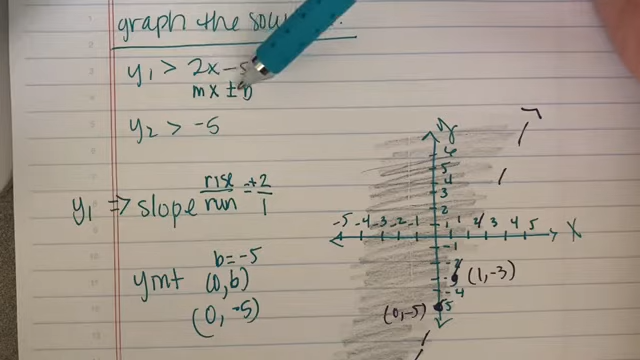 graph the
y₁ > 2x - 5
mx ± b
y₂ > -5
y₁ ⇒ slope rise/run = +2/1
b = -5
(0, b)
(0, -5)
y
6
5
4
3
2
1
-5 -4 -3 -2 -1 1 2 3 4 5 X
-1
-2
-3 (1, -3)
-4
(0, -5) -5